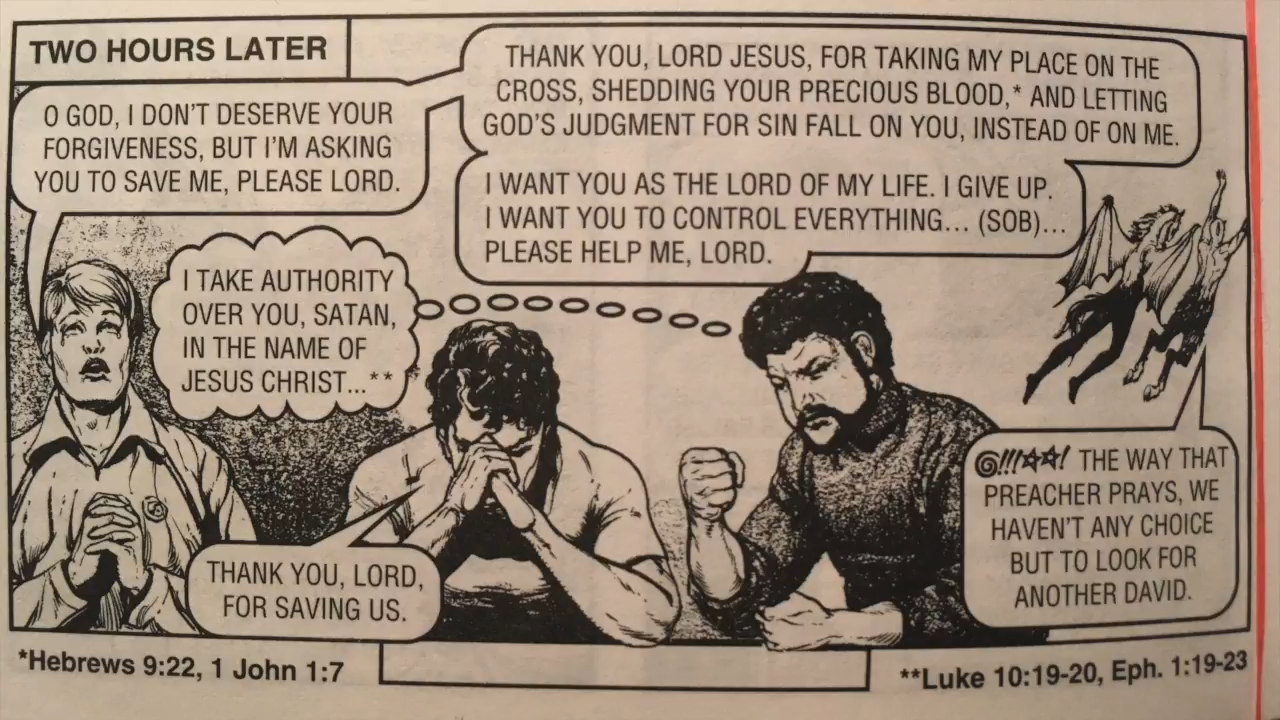 TWO HOURS LATER
O GOD, I DON'T DESERVE YOUR
FORGIVENESS, BUT I'M ASKING
YOU TO SAVE ME, PLEASE LORD.
THANK YOU, LORD JESUS, FOR TAKING MY PLACE ON THE
CROSS, SHEDDING YOUR PRECIOUS BLOOD,* AND LETTING
GOD'S JUDGMENT FOR SIN FALL ON YOU, INSTEAD OF ON ME.
I WANT YOU AS THE LORD OF MY LIFE. I GIVE UP.
I WANT YOU TO CONTROL EVERYTHING... (SOB)...
PLEASE HELP ME, LORD.
I TAKE AUTHORITY
OVER YOU, SATAN,
IN THE NAME OF
JESUS CHRIST...**
THANK YOU, LORD,
FOR SAVING US.
@!!!☆☆! THE WAY THAT
PREACHER PRAYS, WE
HAVEN'T ANY CHOICE
BUT TO LOOK FOR
ANOTHER DAVID.
*Hebrews 9:22, 1 John 1:7
**Luke 10:19-20, Eph. 1:19-23